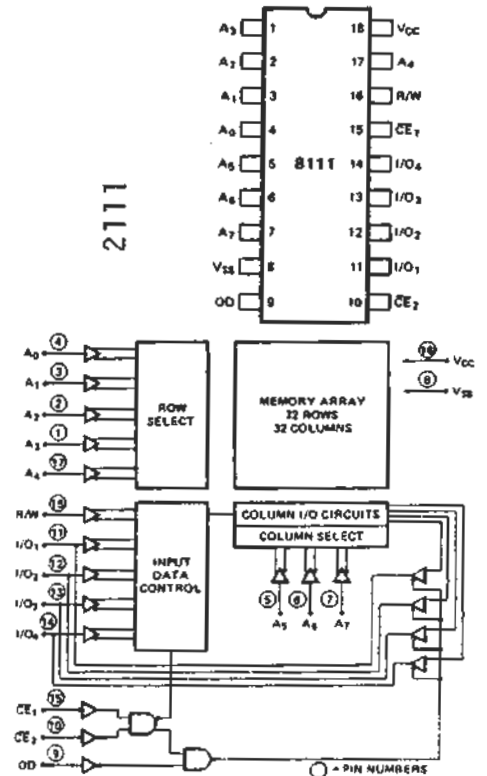 A3 1 18 VCC
A2 2 17 A4
A1 3 16 R/W
A0 4 15 CE1
A5 5 8111 14 I/O4
A6 6 13 I/O3
A7 7 12 I/O2
VSS 8 11 I/O1
OD 9 10 CE2
2111
A0 4
A1 3
A2 2
A3 1
A4 17
ROW
SELECT
MEMORY ARRAY
32 ROWS
32 COLUMNS
18 VCC
8 VSS
R/W 16
I/O1 11
I/O2 12
I/O3 13
I/O4 14
INPUT
DATA
CONTROL
COLUMN I/O CIRCUITS
COLUMN SELECT
5 6 7
A5 A6 A7
CE1 15
CE2 10
OD 9
= PIN NUMBERS